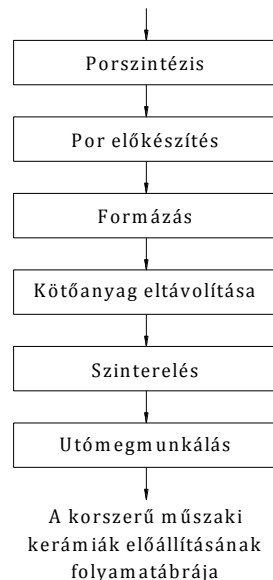 Porszintézis
Por előkészítés
Formázás
Kötőanyag eltávolítása
Szinterelés
Utómegmunkálás
A korszerű műszaki
kerámiák előállításának
folyamatábrája